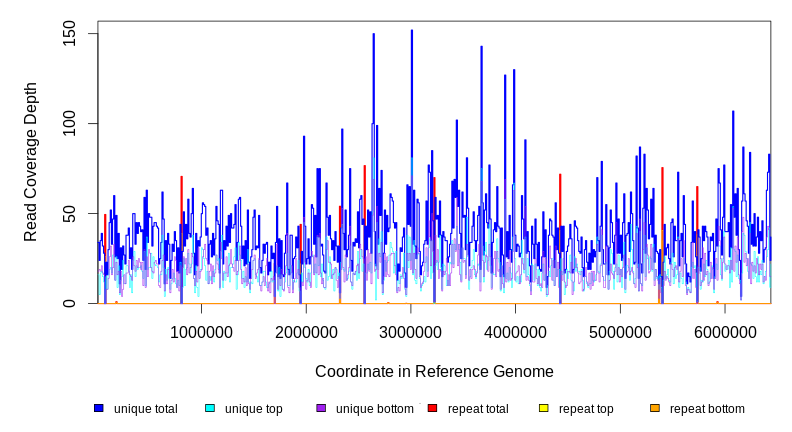 150
100
50
0
Read Coverage Depth
1000000 2000000 3000000 4000000 5000000 6000000
Coordinate in Reference Genome
unique total unique top unique bottom repeat total repeat top repeat bottom